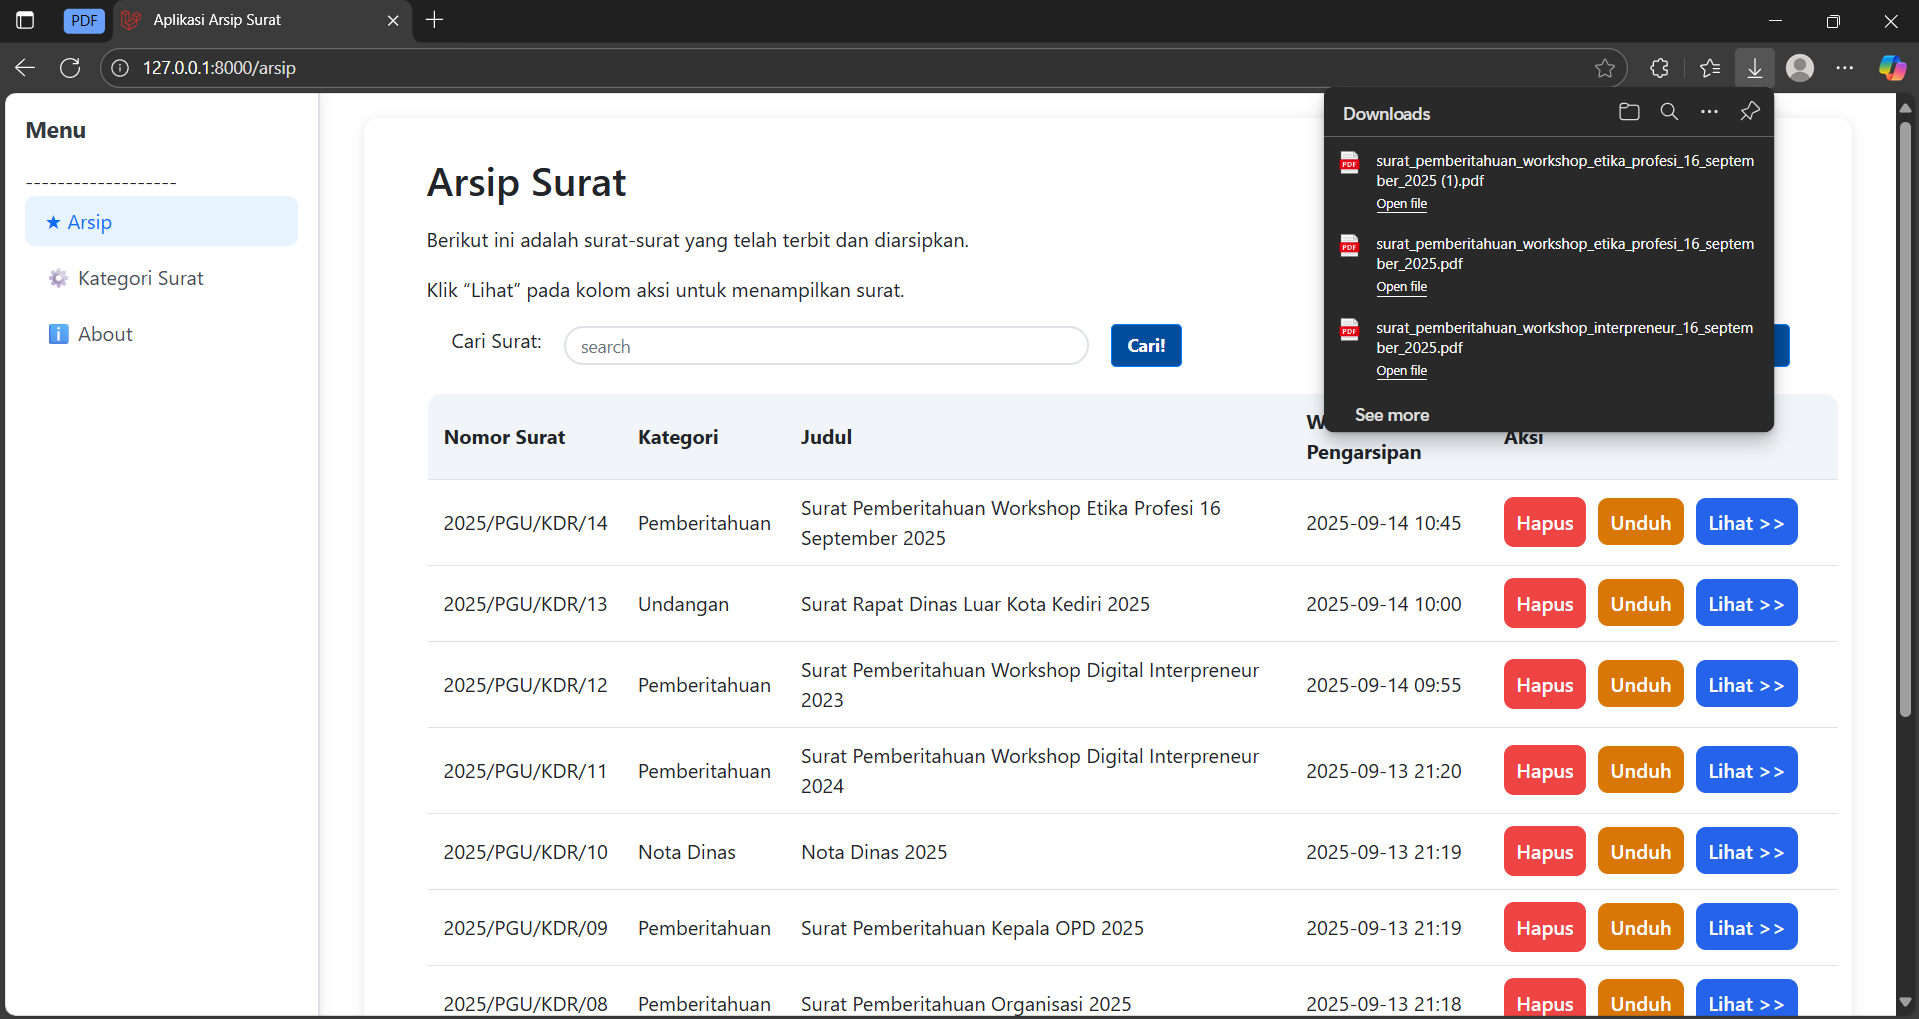 PDF
Aplikasi Arsip Surat
127.0.0.1:8000/arsip
Menu
-------------------
★ Arsip
Kategori Surat
i About
Downloads
surat_pemberitahuan_workshop_etika_profesi_16_septem
ber_2025 (1).pdf
Open file
surat_pemberitahuan_workshop_etika_profesi_16_septem
ber_2025.pdf
Open file
surat_pemberitahuan_workshop_interpreneur_16_septem
ber_2025.pdf
Open file
See more
Arsip Surat
Berikut ini adalah surat-surat yang telah terbit dan diarsipkan.
Klik “Lihat” pada kolom aksi untuk menampilkan surat.
Cari Surat: search Cari!
Nomor Surat Kategori Judul Pengarsipan Aksi
2025/PGU/KDR/14 Pemberitahuan Surat Pemberitahuan Workshop Etika Profesi 16
September 2025 2025-09-14 10:45 Hapus Unduh Lihat >>
2025/PGU/KDR/13 Undangan Surat Rapat Dinas Luar Kota Kediri 2025 2025-09-14 10:00 Hapus Unduh Lihat >>
2025/PGU/KDR/12 Pemberitahuan Surat Pemberitahuan Workshop Digital Interpreneur
2023 2025-09-14 09:55 Hapus Unduh Lihat >>
2025/PGU/KDR/11 Pemberitahuan Surat Pemberitahuan Workshop Digital Interpreneur
2024 2025-09-13 21:20 Hapus Unduh Lihat >>
2025/PGU/KDR/10 Nota Dinas Nota Dinas 2025 2025-09-13 21:19 Hapus Unduh Lihat >>
2025/PGU/KDR/09 Pemberitahuan Surat Pemberitahuan Kepala OPD 2025 2025-09-13 21:19 Hapus Unduh Lihat >>
2025/PGU/KDR/08 Pemberitahuan Surat Pemberitahuan Organisasi 2025 2025-09-13 21:18 Hapus Unduh Lihat >>